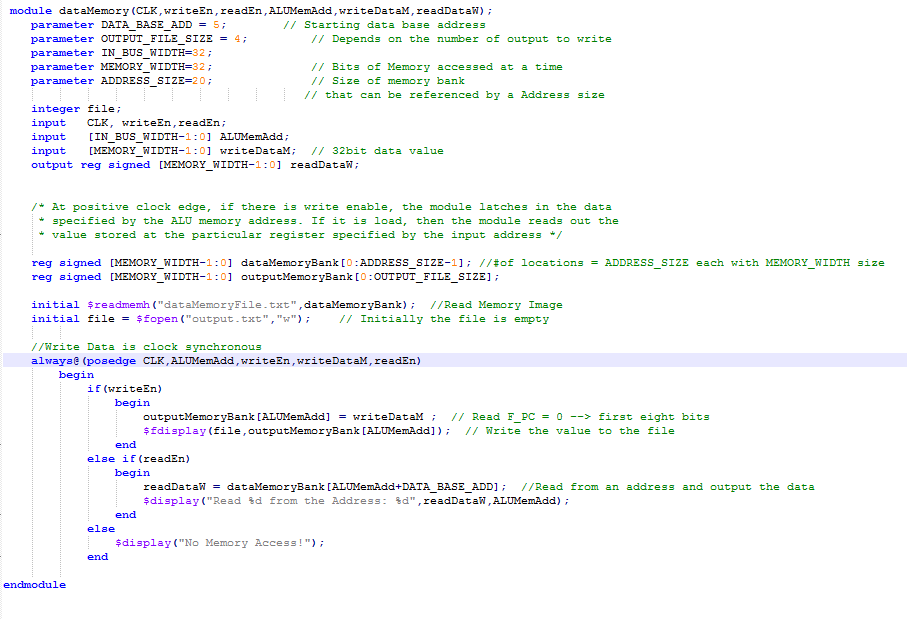 module dataMemory(CLK,writeEn,readEn,ALUMemAdd,writeDataM,readDataW);
parameter DATA_BASE_ADD = 5; // Starting data base address
parameter OUTPUT_FILE_SIZE = 4; // Depends on the number of output to write
parameter IN_BUS_WIDTH=32;
parameter MEMORY_WIDTH=32; // Bits of Memory accessed at a time
parameter ADDRESS_SIZE=20; // Size of memory bank
// that can be referenced by a Address size
integer file;
input CLK, writeEn,readEn;
input [IN_BUS_WIDTH-1:0] ALUMemAdd;
input [MEMORY_WIDTH-1:0] writeDataM; // 32bit data value
output reg signed [MEMORY_WIDTH-1:0] readDataW;
/* At positive clock edge, if there is write enable, the module latches in the data
* specified by the ALU memory address. If it is load, then the module reads out the
* value stored at the particular register specified by the input address */
reg signed [MEMORY_WIDTH-1:0] dataMemoryBank[0:ADDRESS_SIZE-1]; //#of locations = ADDRESS_SIZE each with MEMORY_WIDTH size
reg signed [MEMORY_WIDTH-1:0] outputMemoryBank[0:OUTPUT_FILE_SIZE];
initial $readmemh("dataMemoryFile.txt",dataMemoryBank); //Read Memory Image
initial file = $fopen("output.txt","w"); // Initially the file is empty
//Write Data is clock synchronous
always@(posedge CLK,ALUMemAdd,writeEn,writeDataM,readEn)
begin
if(writeEn)
begin
outputMemoryBank[ALUMemAdd] = writeDataM ; // Read F_PC = 0 --> first eight bits
$fdisplay(file,outputMemoryBank[ALUMemAdd]); // Write the value to the file
end
else if(readEn)
begin
readDataW = dataMemoryBank[ALUMemAdd+DATA_BASE_ADD]; //Read from an address and output the data
$display("Read %d from the Address: %d",readDataW,ALUMemAdd);
end
else
$display("No Memory Access!");
end
endmodule